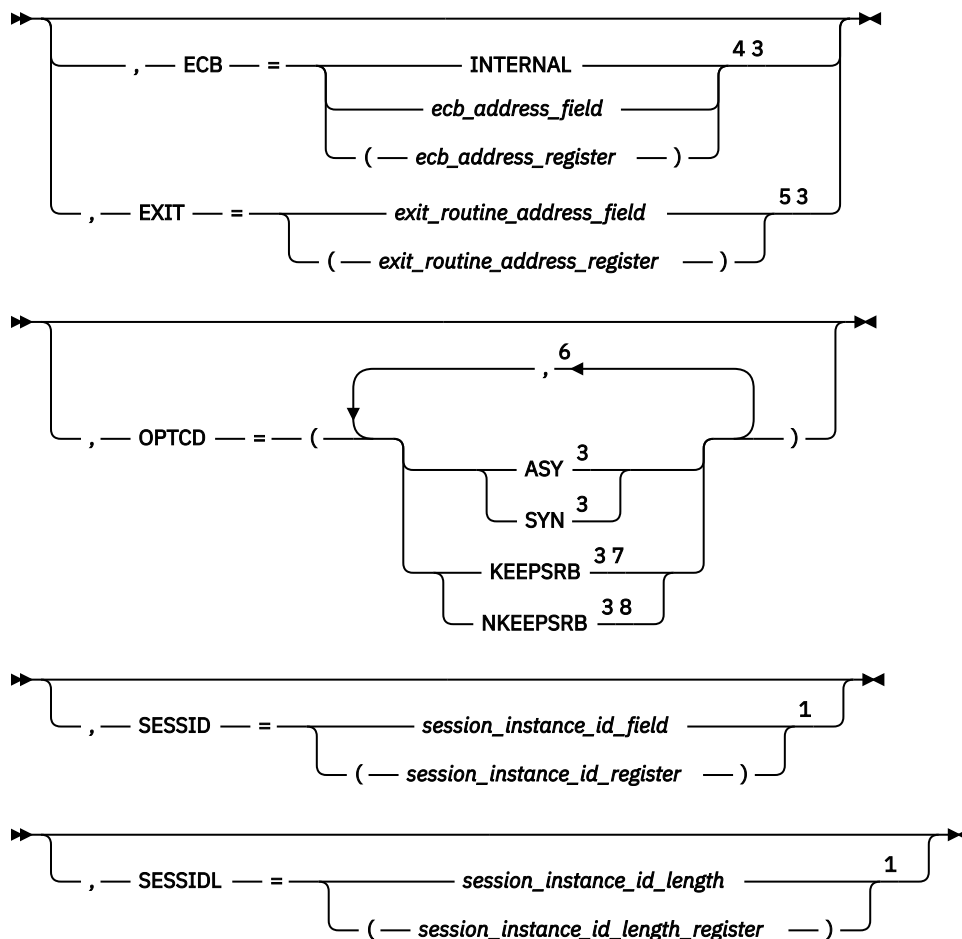 , ECB = INTERNAL 4 3
ecb_address_field
( ecb_address_register )
, EXIT = exit_routine_address_field 5 3
( exit_routine_address_register )
, 6
, OPTCD = ( )
ASY 3
SYN 3
KEEPSRB 3 7
NKEEPSRB 3 8
, SESSID = session_instance_id_field 1
( session_instance_id_register )
, SESSIDL = session_instance_id_length 1
( session_instance_id_length_register )